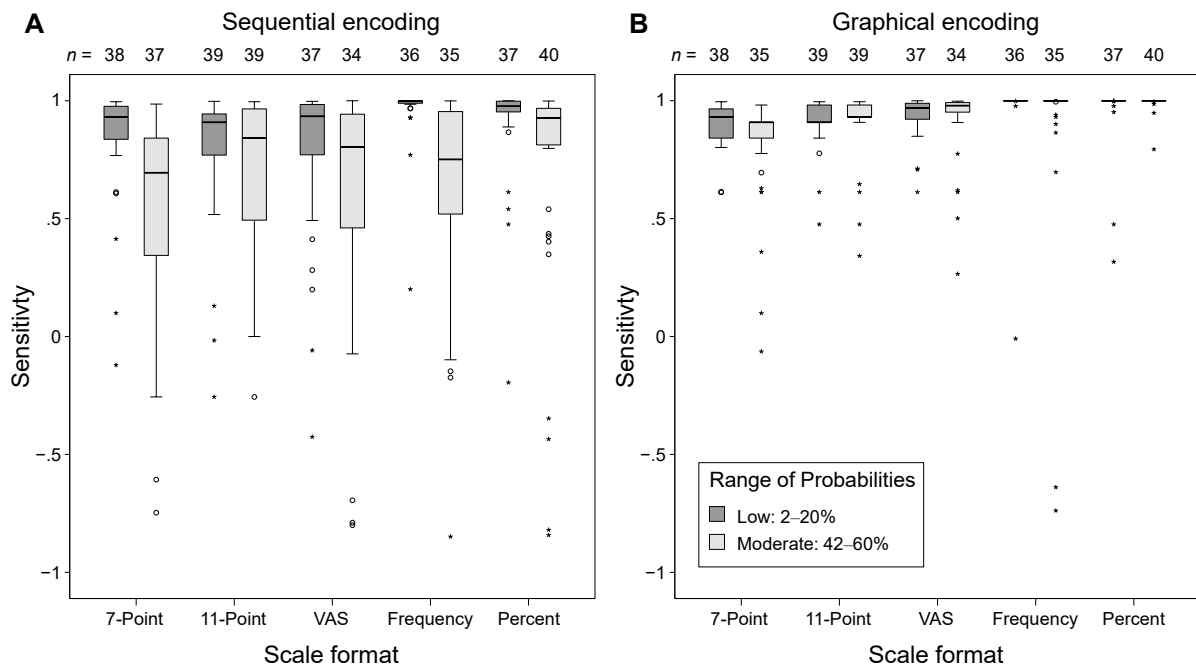 A
Sequential encoding
n = 38 37 39 39 37 34 36 35 37 40
1
.5
0
−.5
−1
Sensitivty
7-Point 11-Point VAS Frequency Percent
Scale format
B
Graphical encoding
n = 38 35 39 39 37 34 36 35 37 40
1
.5
0
−.5
−1
Sensitivty
Range of Probabilities
Low: 2–20%
Moderate: 42–60%
7-Point 11-Point VAS Frequency Percent
Scale format